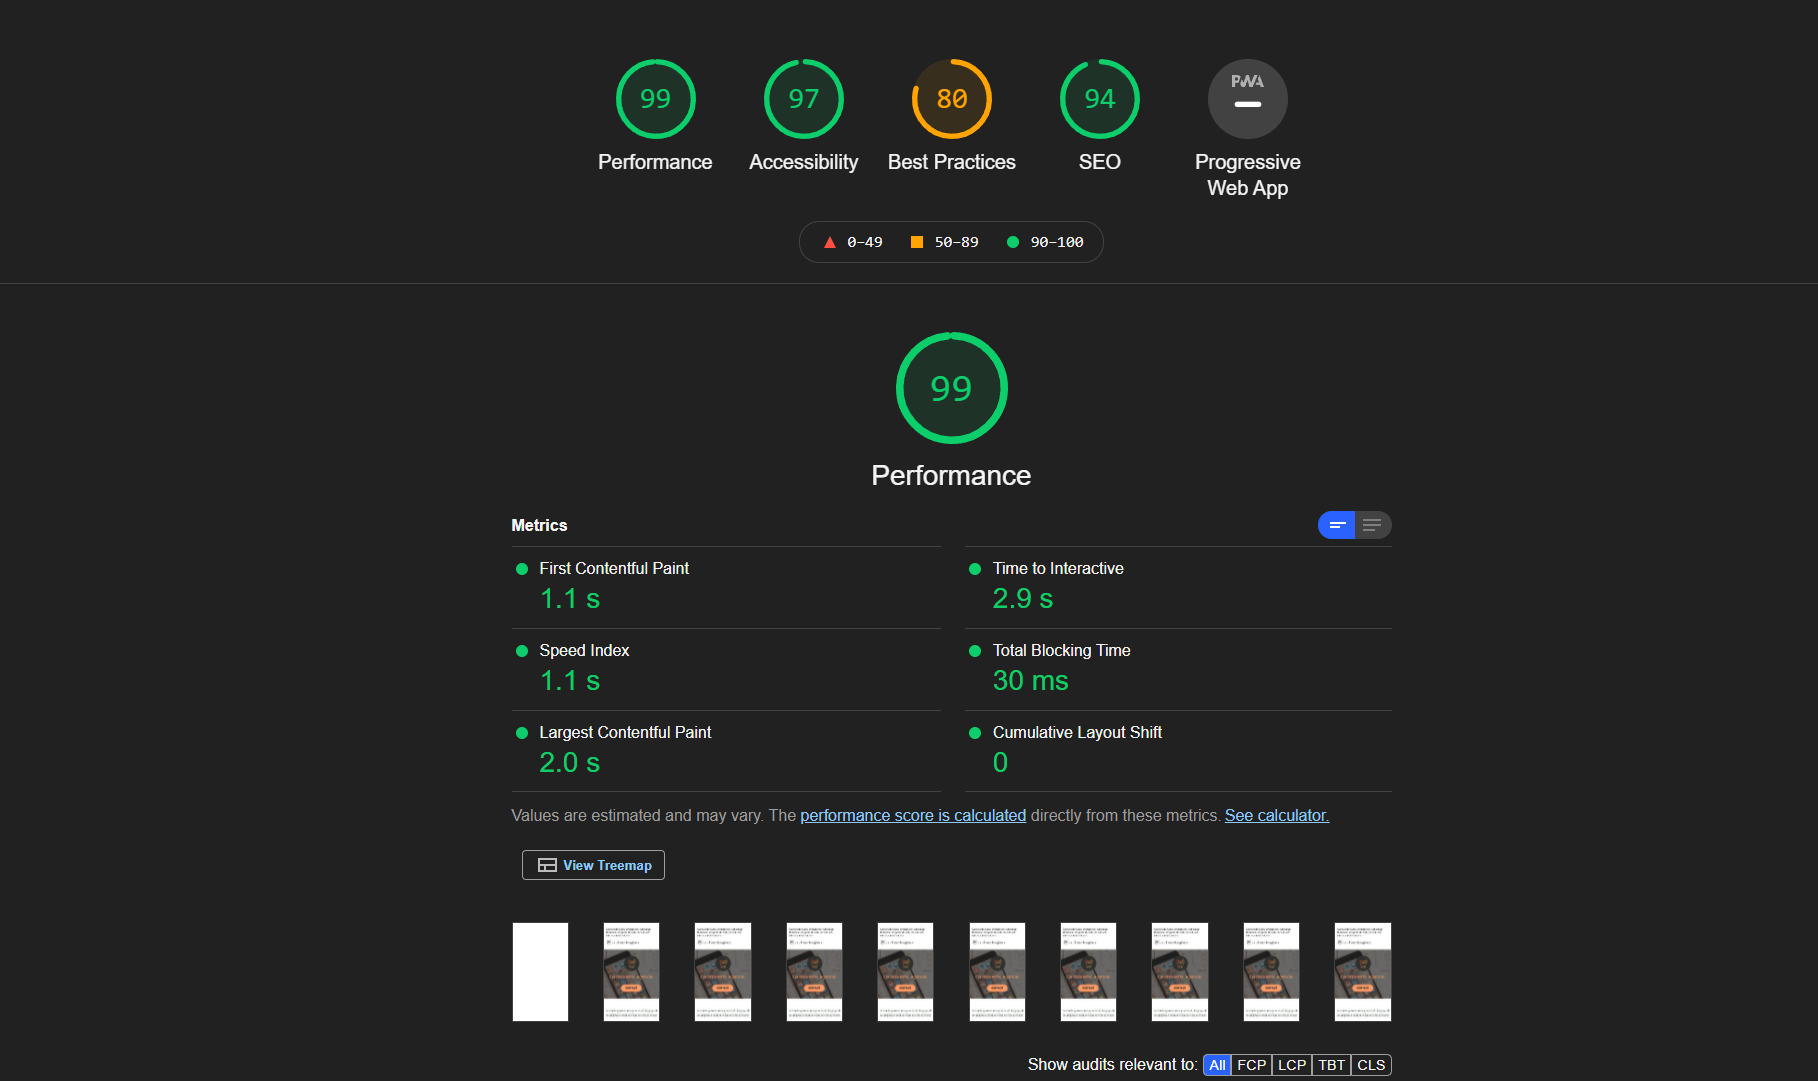 99
97
80
94
PWA
Performance
Accessibility
Best Practices
SEO
Progressive
Web App
0–49
50–89
90–100
99
Performance
Metrics
First Contentful Paint
1.1 s
Time to Interactive
2.9 s
Speed Index
1.1 s
Total Blocking Time
30 ms
Largest Contentful Paint
2.0 s
Cumulative Layout Shift
0
Values are estimated and may vary. The performance score is calculated directly from these metrics. See calculator.
View Treemap
Show audits relevant to: All FCP LCP TBT CLS